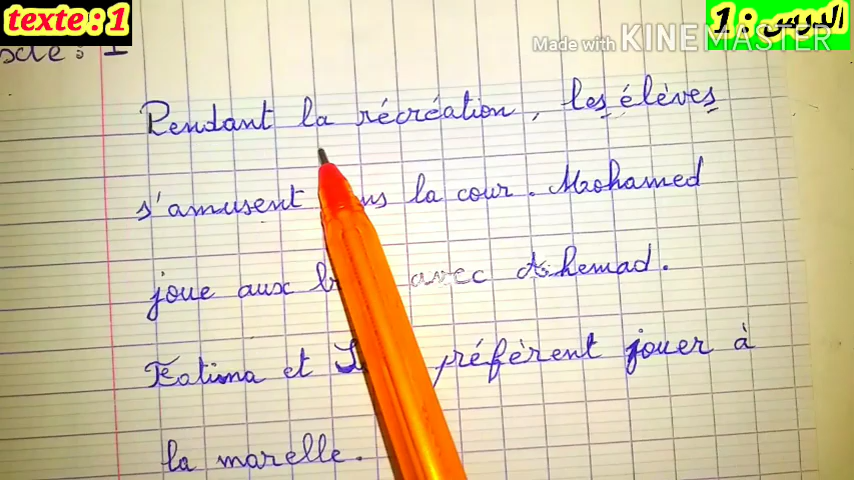 texte : 1
الدرس : 1
Made with KINEMASTER
Pendant la récréation, les élèves
s'amusent la cour. Mohamed
joue aux avec Ahemad.
Fatima et préfèrent jouer à
la marelle.